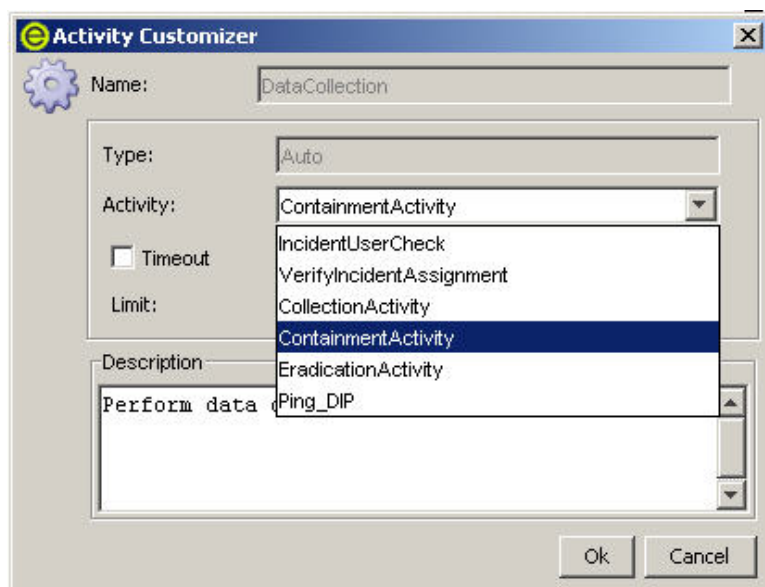 Activity Customizer
Name: DataCollection
Type: Auto
Activity: ContainmentActivity
IncidentUserCheck
Timeout
VerifyIncidentAssignment
Limit: CollectionActivity
ContainmentActivity
Description
EradicationActivity
Perform data
Ping_DIP
Ok Cancel